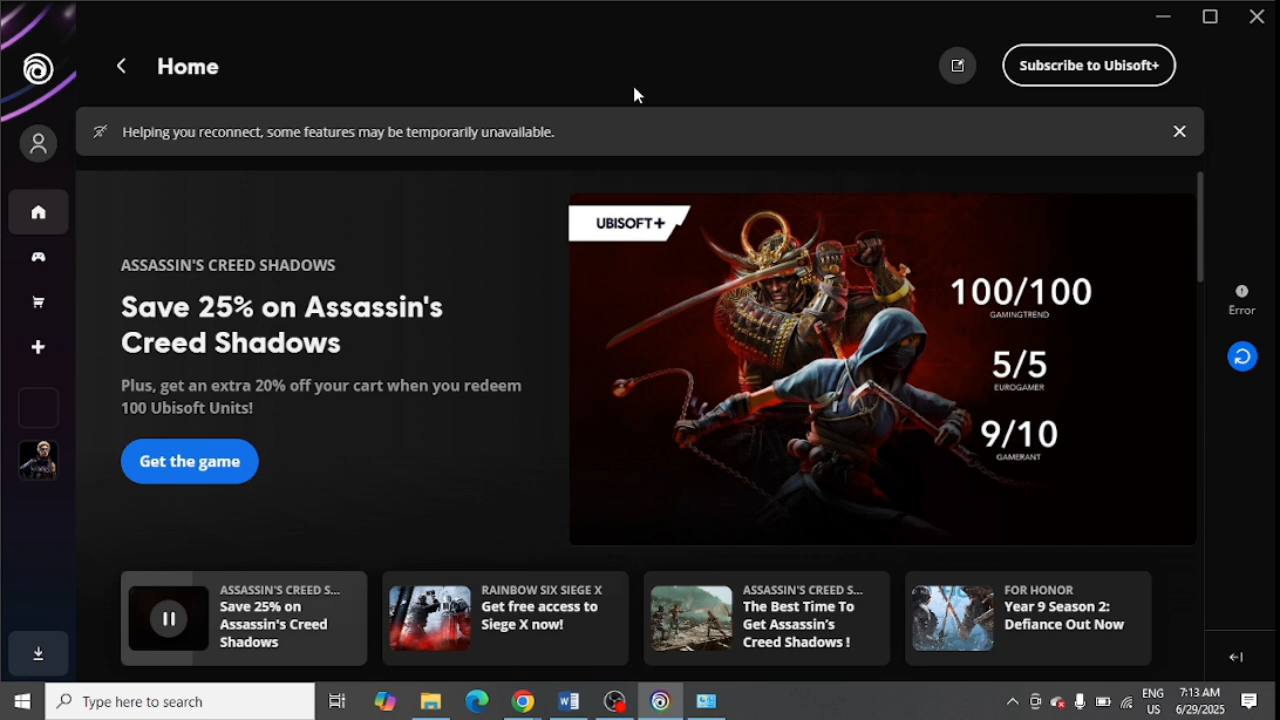 Home
Subscribe to Ubisoft+
Helping you reconnect, some features may be temporarily unavailable.
ASSASSIN'S CREED SHADOWS
Save 25% on Assassin's
Creed Shadows
Plus, get an extra 20% off your cart when you redeem
100 Ubisoft Units!
Get the game
UBISOFT+
100/100
GAMINGTREND
5/5
EUROGAMER
9/10
GAMERANT
Error
ASSASSIN'S CREED S...
Save 25% on
Assassin's Creed
Shadows
RAINBOW SIX SIEGE X
Get free access to
Siege X now!
ASSASSIN'S CREED S...
The Best Time To
Get Assassin's
Creed Shadows !
FOR HONOR
Year 9 Season 2:
Defiance Out Now
Type here to search
ENG
US
7:13 AM
6/29/2025